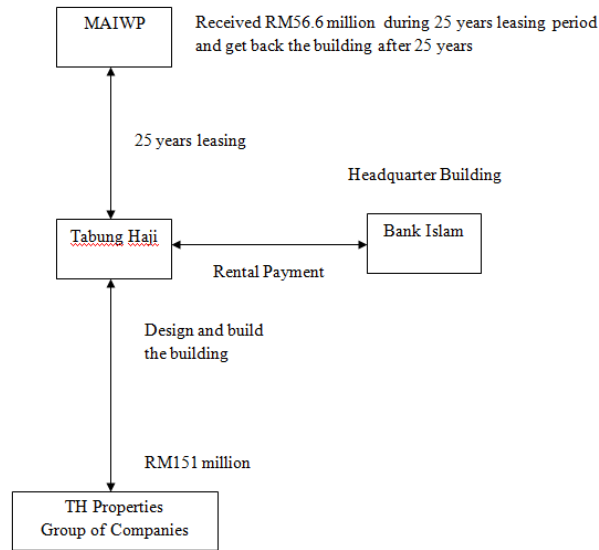 MAIWP
Received RM56.6 million during 25 years leasing period
and get back the building after 25 years
25 years leasing
Headquarter Building
Tabung Haji
Bank Islam
Rental Payment
Design and build
the building
RM151 million
TH Properties
Group of Companies